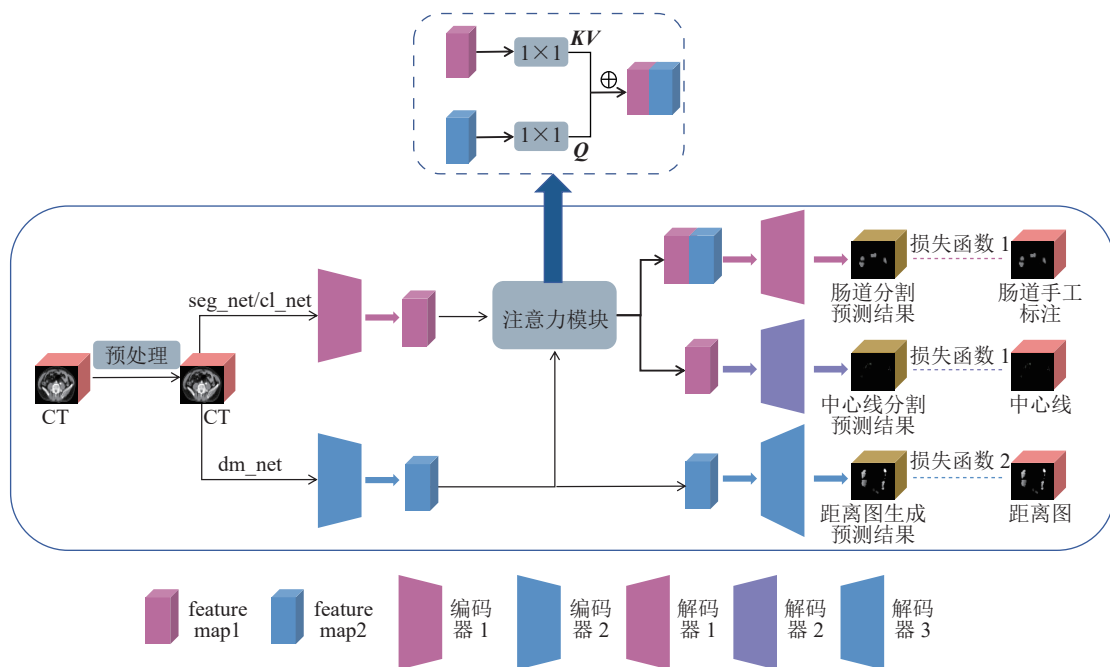 KV
1×1
⊕
1×1
Q
seg_net/cl_net
预处理
CT
CT
dm_net
注意力模块
损失函数 1
肠道分割
预测结果
肠道手工
标注
损失函数 1
中心线分割
预测结果
中心线
损失函数 2
距离图生成
预测结果
距离图
feature
map1
feature
map2
编码
器 1
编码
器 2
解码
器 1
解码
器 2
解码
器 3